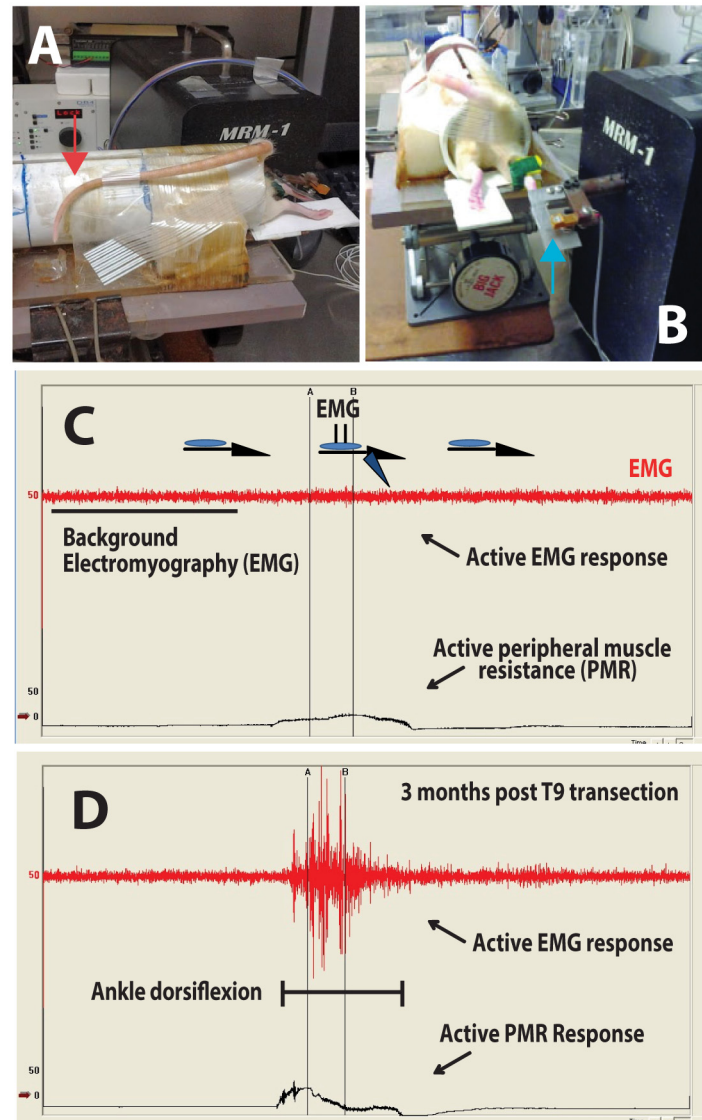 A
Lock
MRM-1
MRM-1
BIG
JACK
B
C
A
B
EMG
EMG
50
Background
Electromyography (EMG)
Active EMG response
Active peripheral muscle
resistance (PMR)
50
0
Time
D
A
B
3 months post T9 transection
50
Active EMG response
Ankle dorsiflexion
Active PMR Response
50
0